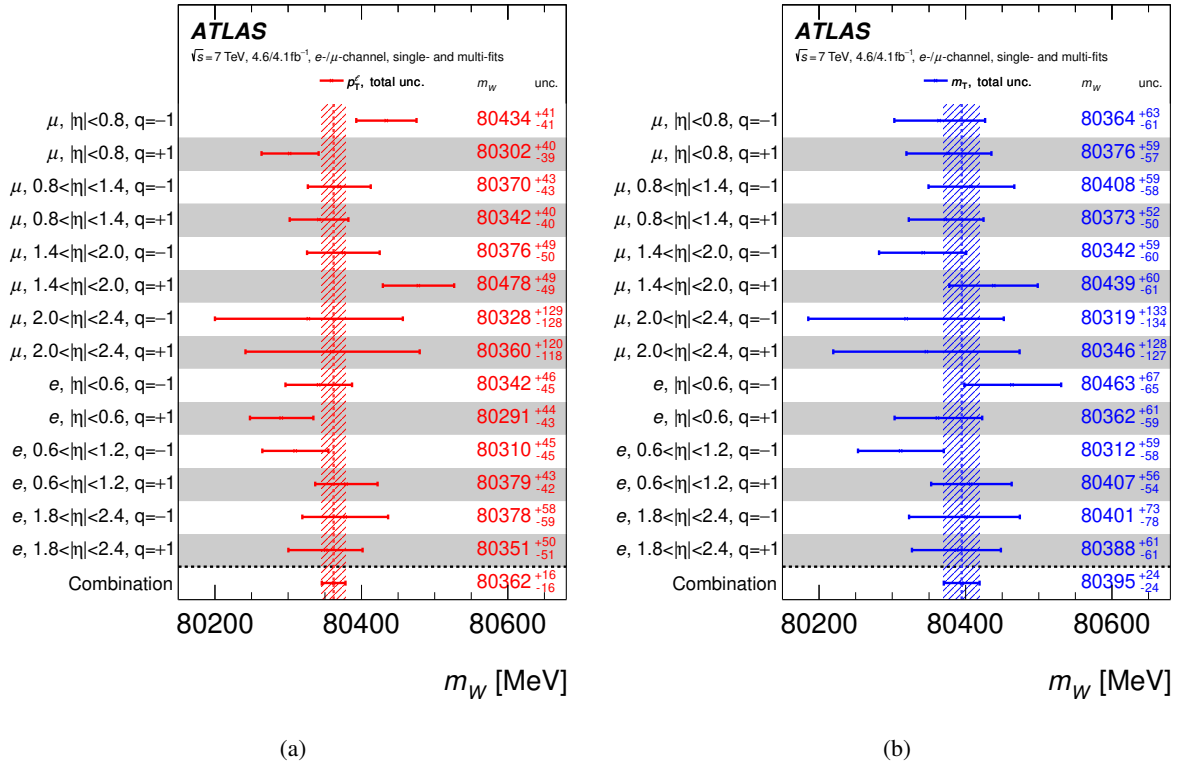 ATLAS
√s = 7 TeV, 4.6/4.1fb⁻¹, e-/μ-channel, single- and multi-fits
p_T^ℓ, total unc. m_W unc.
μ, |η|<0.8, q=−1 80434 +41 -41
μ, |η|<0.8, q=+1 80302 +40 -39
μ, 0.8<|η|<1.4, q=−1 80370 +43 -43
μ, 0.8<|η|<1.4, q=+1 80342 +40 -40
μ, 1.4<|η|<2.0, q=−1 80376 +49 -50
μ, 1.4<|η|<2.0, q=+1 80478 +49 -49
μ, 2.0<|η|<2.4, q=−1 80328 +129 -128
μ, 2.0<|η|<2.4, q=+1 80360 +120 -118
e, |η|<0.6, q=−1 80342 +46 -45
e, |η|<0.6, q=+1 80291 +44 -43
e, 0.6<|η|<1.2, q=−1 80310 +45 -45
e, 0.6<|η|<1.2, q=+1 80379 +43 -42
e, 1.8<|η|<2.4, q=−1 80378 +58 -59
e, 1.8<|η|<2.4, q=+1 80351 +50 -51
Combination 80362 +16 -16
80200 80400 80600
m_W [MeV]
(a)
ATLAS
√s = 7 TeV, 4.6/4.1fb⁻¹, e-/μ-channel, single- and multi-fits
m_T, total unc. m_W unc.
μ, |η|<0.8, q=−1 80364 +63 -61
μ, |η|<0.8, q=+1 80376 +59 -57
μ, 0.8<|η|<1.4, q=−1 80408 +59 -58
μ, 0.8<|η|<1.4, q=+1 80373 +52 -50
μ, 1.4<|η|<2.0, q=−1 80342 +59 -60
μ, 1.4<|η|<2.0, q=+1 80439 +60 -61
μ, 2.0<|η|<2.4, q=−1 80319 +133 -134
μ, 2.0<|η|<2.4, q=+1 80346 +128 -127
e, |η|<0.6, q=−1 80463 +67 -65
e, |η|<0.6, q=+1 80362 +61 -59
e, 0.6<|η|<1.2, q=−1 80312 +59 -58
e, 0.6<|η|<1.2, q=+1 80407 +56 -54
e, 1.8<|η|<2.4, q=−1 80401 +73 -78
e, 1.8<|η|<2.4, q=+1 80388 +61 -61
Combination 80395 +24 -24
80200 80400 80600
m_W [MeV]
(b)